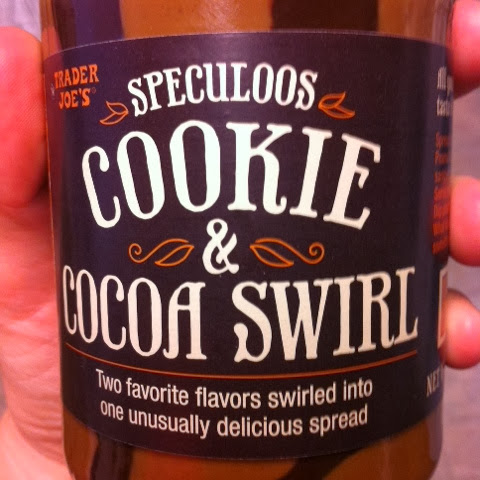 TRADER
JOE'S
SPECULOOS
COOKIE
&
COCOA SWIRL
Two favorite flavors swirled into
one unusually delicious spread